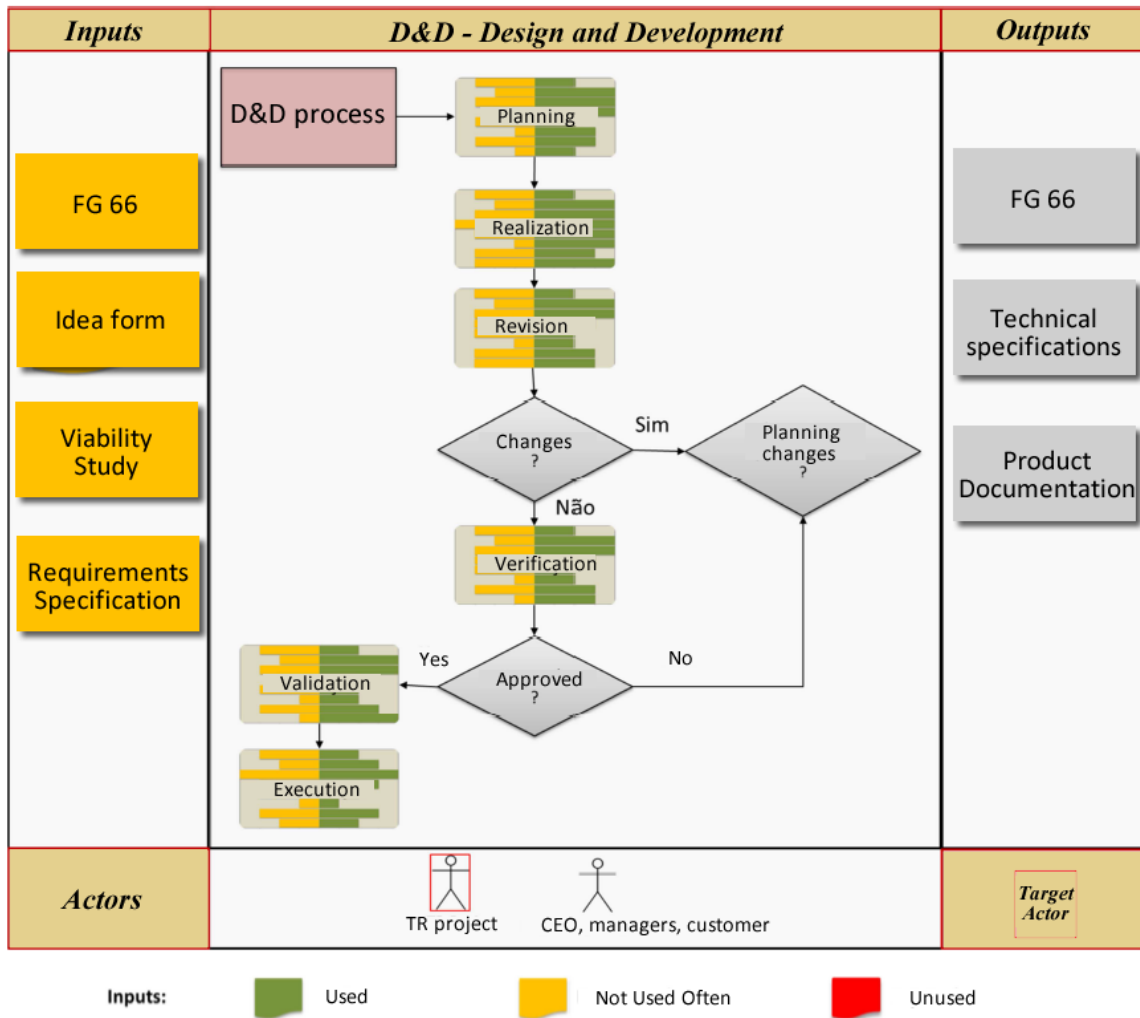 Inputs
D&D - Design and Development
Outputs
D&D process
Planning
FG 66
FG 66
Realization
Idea form
Revision
Technical
specifications
Viability
Study
Changes
?
Sim
Planning
changes
?
Product
Documentation
Não
Requirements
Specification
Verification
Yes
Approved
?
No
Validation
Execution
Actors
TR project
CEO, managers, customer
Target
Actor
Inputs:
Used
Not Used Often
Unused